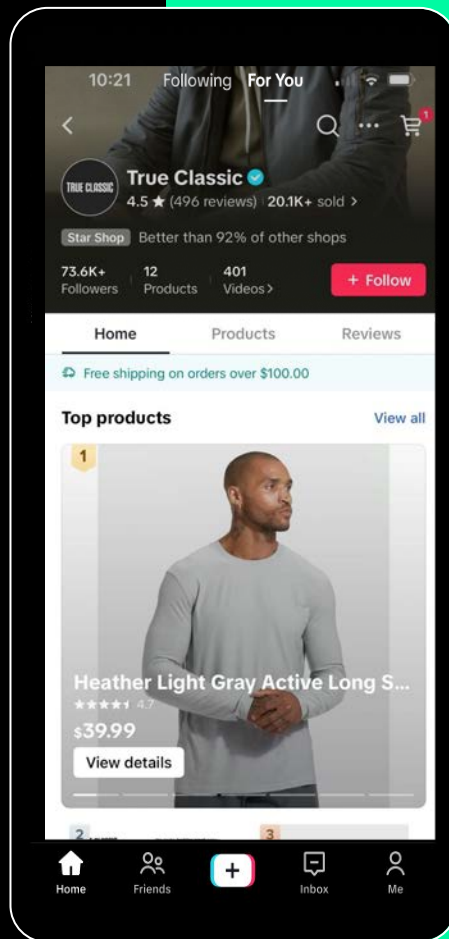 10:21 Following For You
1
TRUE CLASSIC
True Classic
4.5 ★ (496 reviews) 20.1K+ sold >
Star Shop Better than 92% of other shops
73.6K+ 12 401
Followers Products Videos >
+ Follow
Home Products Reviews
Free shipping on orders over $100.00
Top products View all
1
Heather Light Gray Active Long S...
4.7
$39.99
View details
2 3
Home Friends Inbox Me